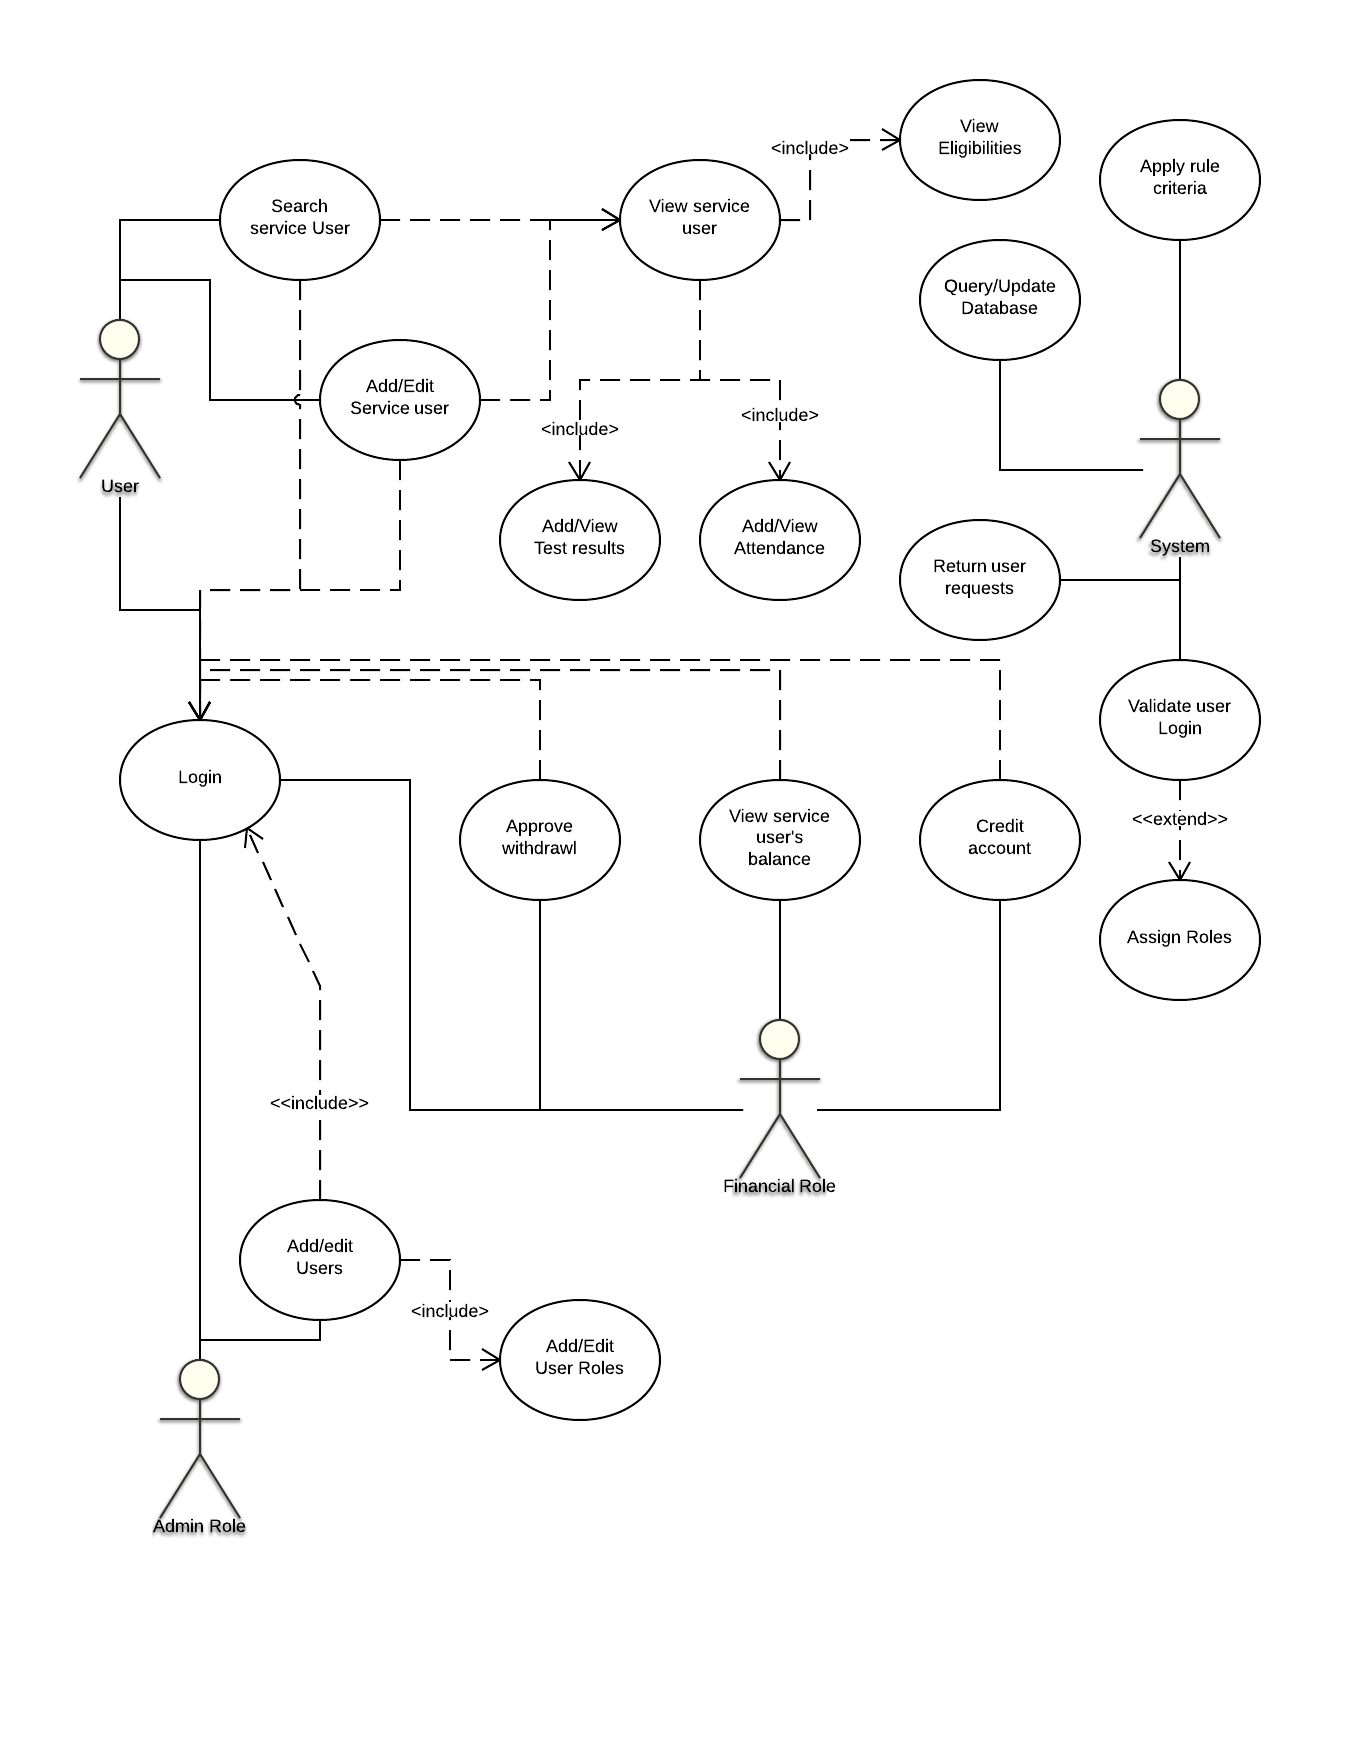 View
Eligibilities
<include>
Apply rule
criteria
Search
service User
View service
user
Query/Update
Database
Add/Edit
Service user
<include>
<include>
User
Add/View
Test results
Add/View
Attendance
System
Return user
requests
Validate user
Login
Login
Approve
withdrawl
View service
user's
balance
Credit
account
<<extend>>
Assign Roles
<<include>>
Financial Role
Add/edit
Users
<include>
Add/Edit
User Roles
Admin Role